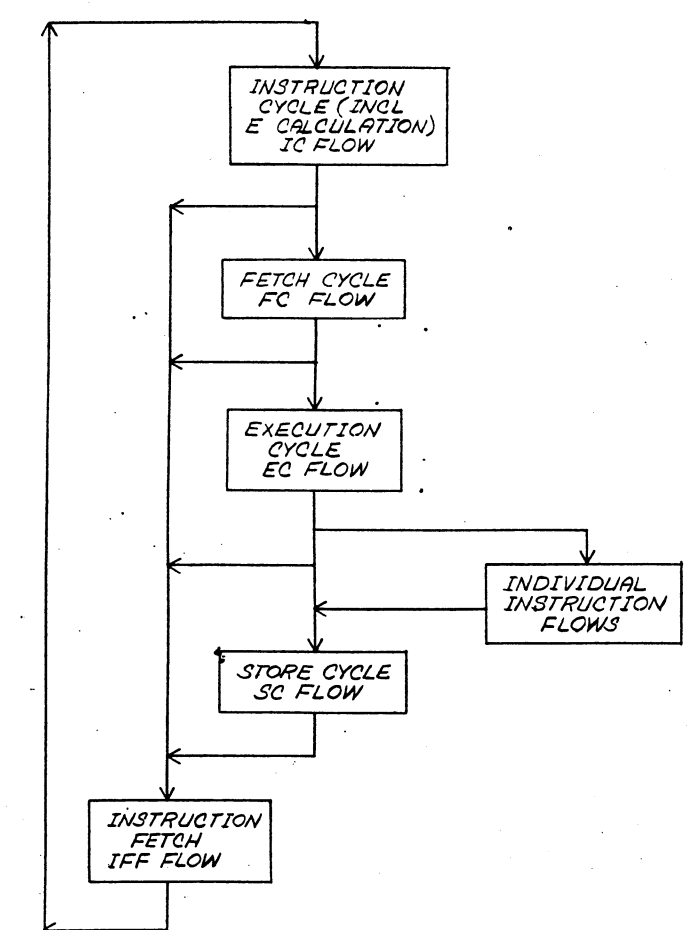 INSTRUCTION
CYCLE (INCL
E CALCULATION)
IC FLOW
FETCH CYCLE
FC FLOW
EXECUTION
CYCLE
EC FLOW
INDIVIDUAL
INSTRUCTION
FLOWS
STORE CYCLE
SC FLOW
INSTRUCTION
FETCH
IFF FLOW